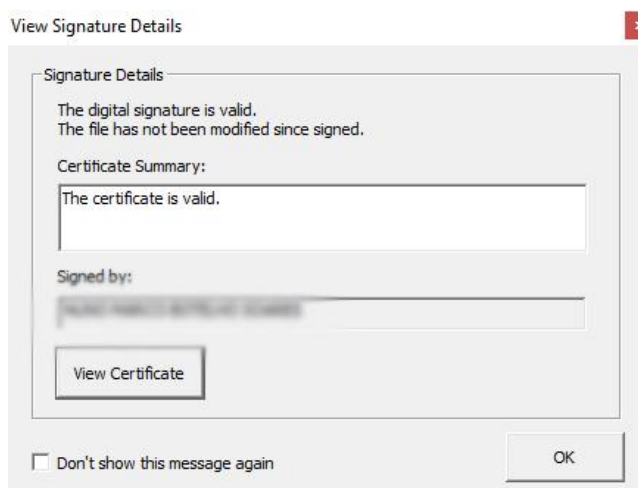 View Signature Details
Signature Details
The digital signature is valid.
The file has not been modified since signed.
Certificate Summary:
The certificate is valid.
Signed by:
View Certificate
Don't show this message again
OK